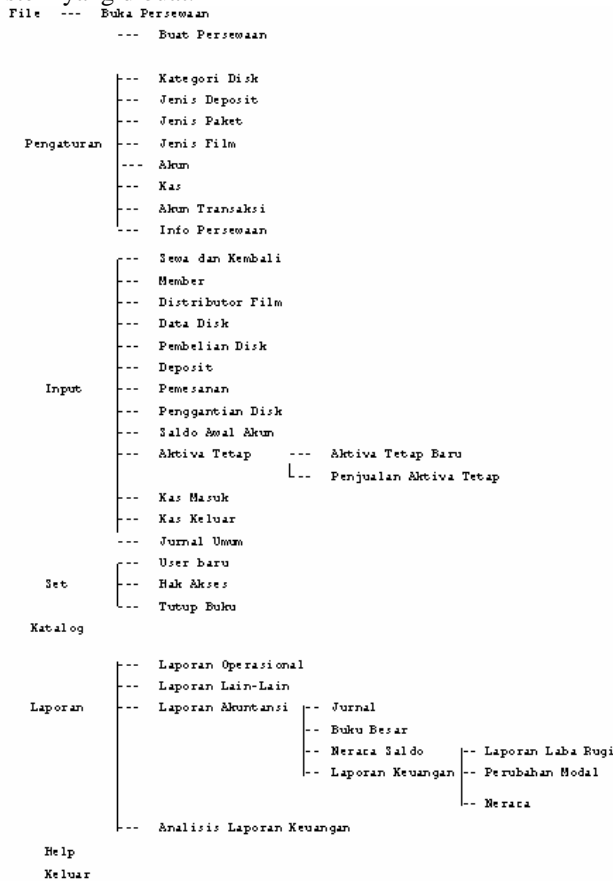 File --- Buka Persewaan
--- Buat Persewaan
--- Kategori Disk
--- Jenis Deposit
--- Jenis Paket
Pengaturan --- Jenis Film
--- Akun
--- Kas
--- Akun Transaksi
--- Info Persewaan
--- Sewa dan Kembali
--- Member
--- Distributor Film
--- Data Disk
--- Pembelian Disk
--- Deposit
Input --- Pemesanan
--- Penggantian Disk
--- Saldo Awal Akun
--- Aktiva Tetap --- Aktiva Tetap Baru
--- Penjualan Aktiva Tetap
--- Kas Masuk
--- Kas Keluar
--- Jurnal Umum
--- User baru
Set --- Hak Akses
--- Tutup Buku
Katalog
--- Laporan Operasional
--- Laporan Lain-Lain
Laporan --- Laporan Akuntansi -- Jurnal
-- Buku Besar
-- Neraca Saldo -- Laporan Laba Rugi
-- Laporan Keuangan -- Perubahan Modal
-- Neraca
--- Analisis Laporan Keuangan
Help
Keluar